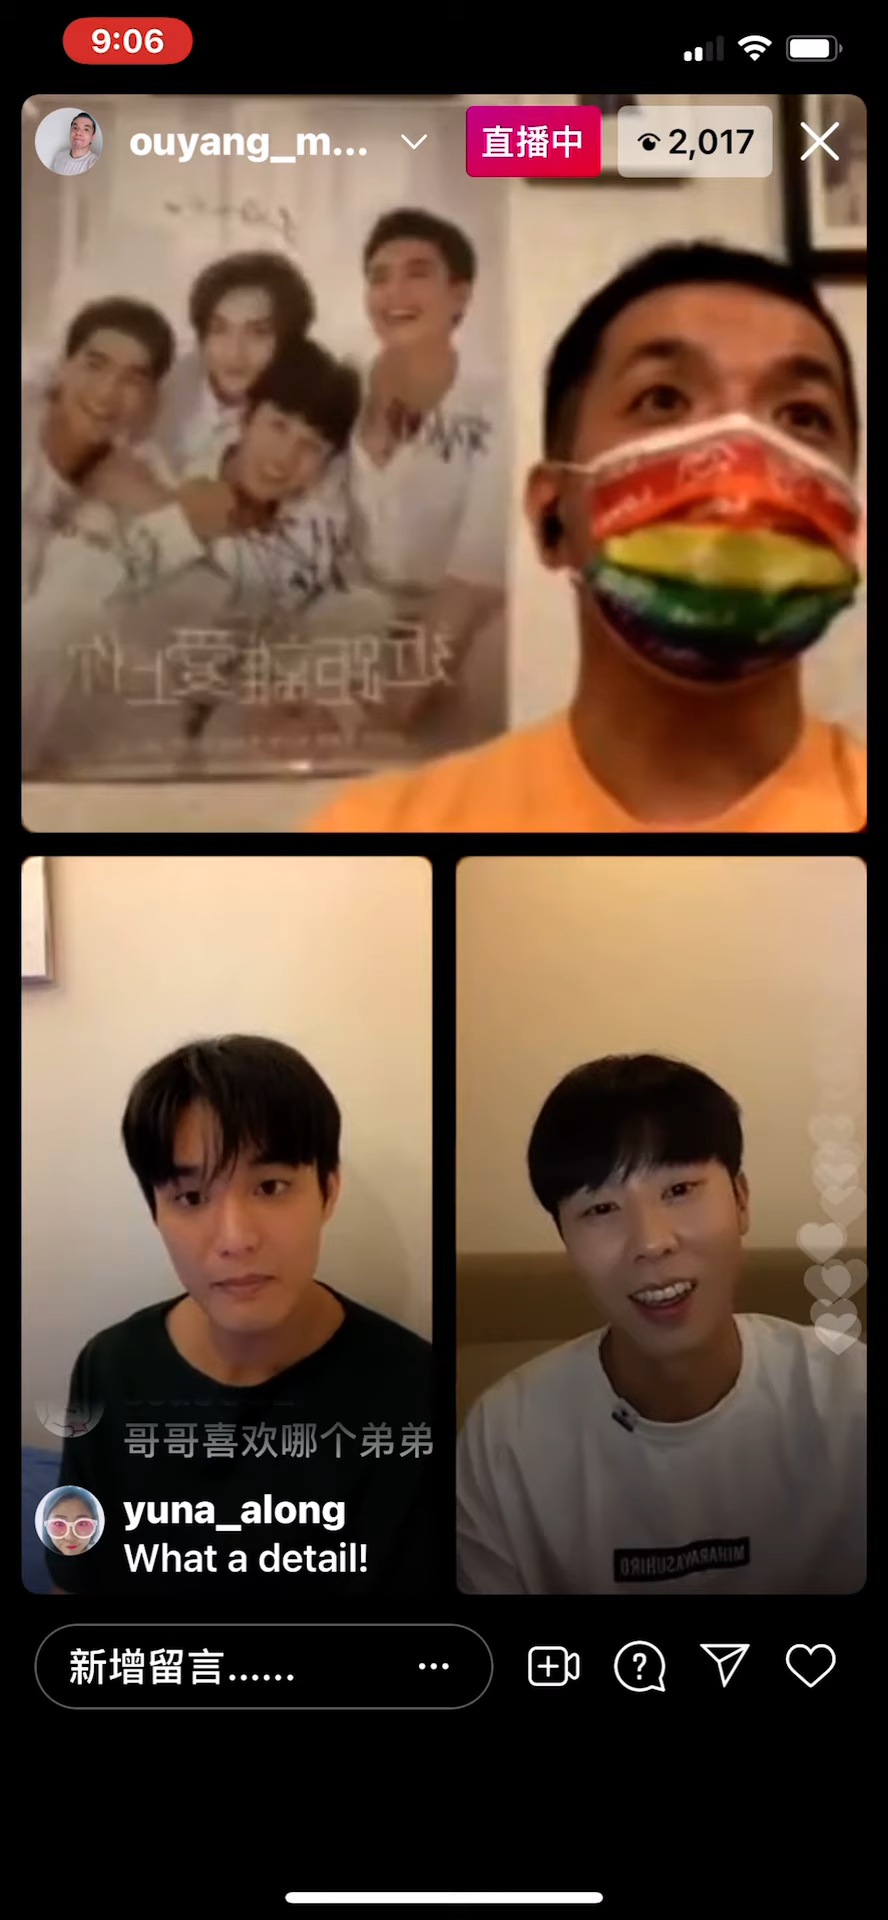 9:06
ouyang_m...
直播中
2,017
近距離愛上你
哥哥喜欢哪个弟弟
yuna_along
What a detail!
MIHARAYASUHIRO
新增留言......